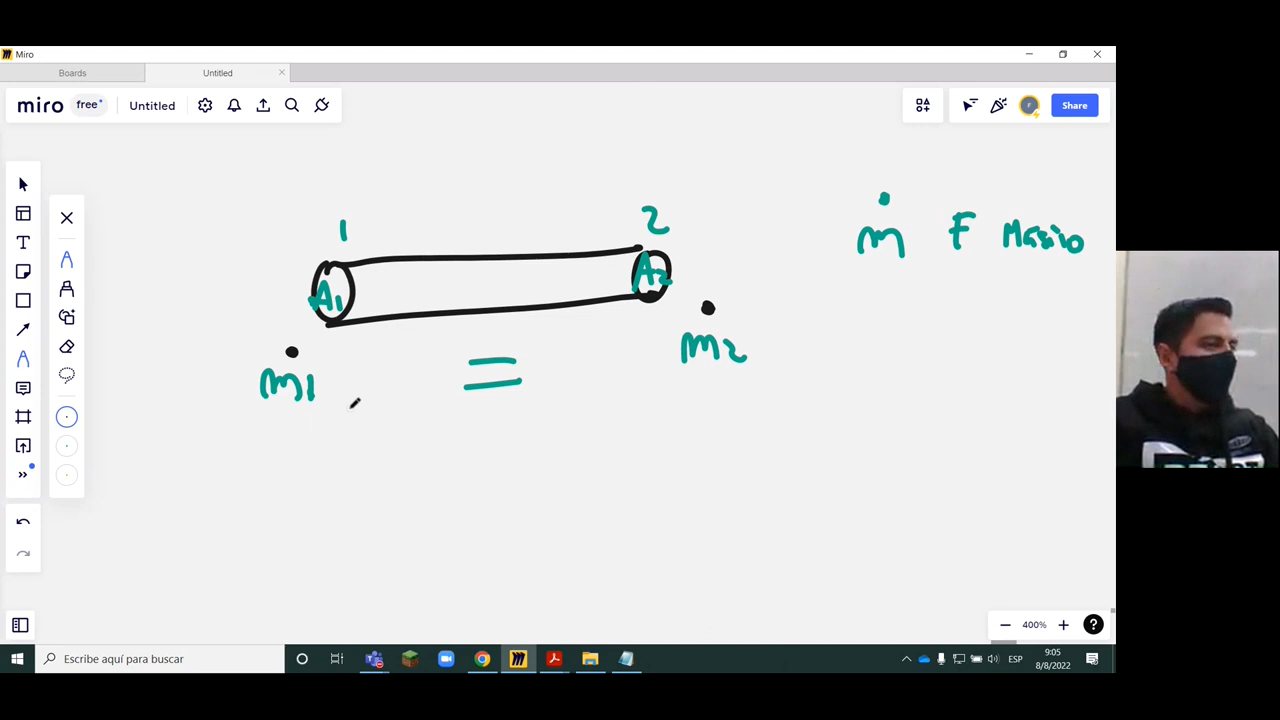 Miro
Boards
Untitled
miro
free
Untitled
Share
1
2
ṁ F Masiro
A1
A2
ṁ1
=
ṁ2
400%
Escribe aquí para buscar
ESP
9:05
8/8/2022